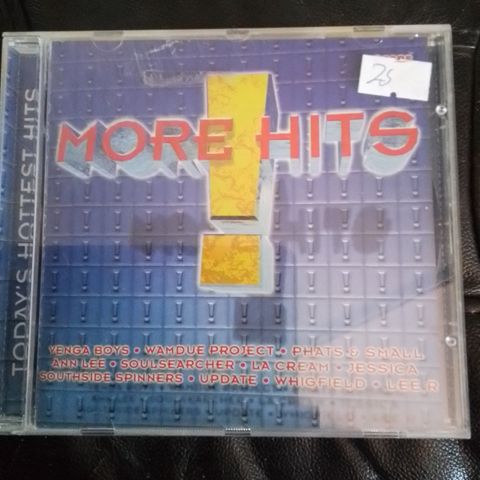 25
MORE HITS
!
TODAY'S HOTTEST HITS
VENGA BOYS • WAMDUE PROJECT • PHATS & SMALL
ANN LEE • SOULSEARCHER • LA CREAM • JESSICA
SOUTHSIDE SPINNERS • UPDATE • WHIGFIELD • LEE.R